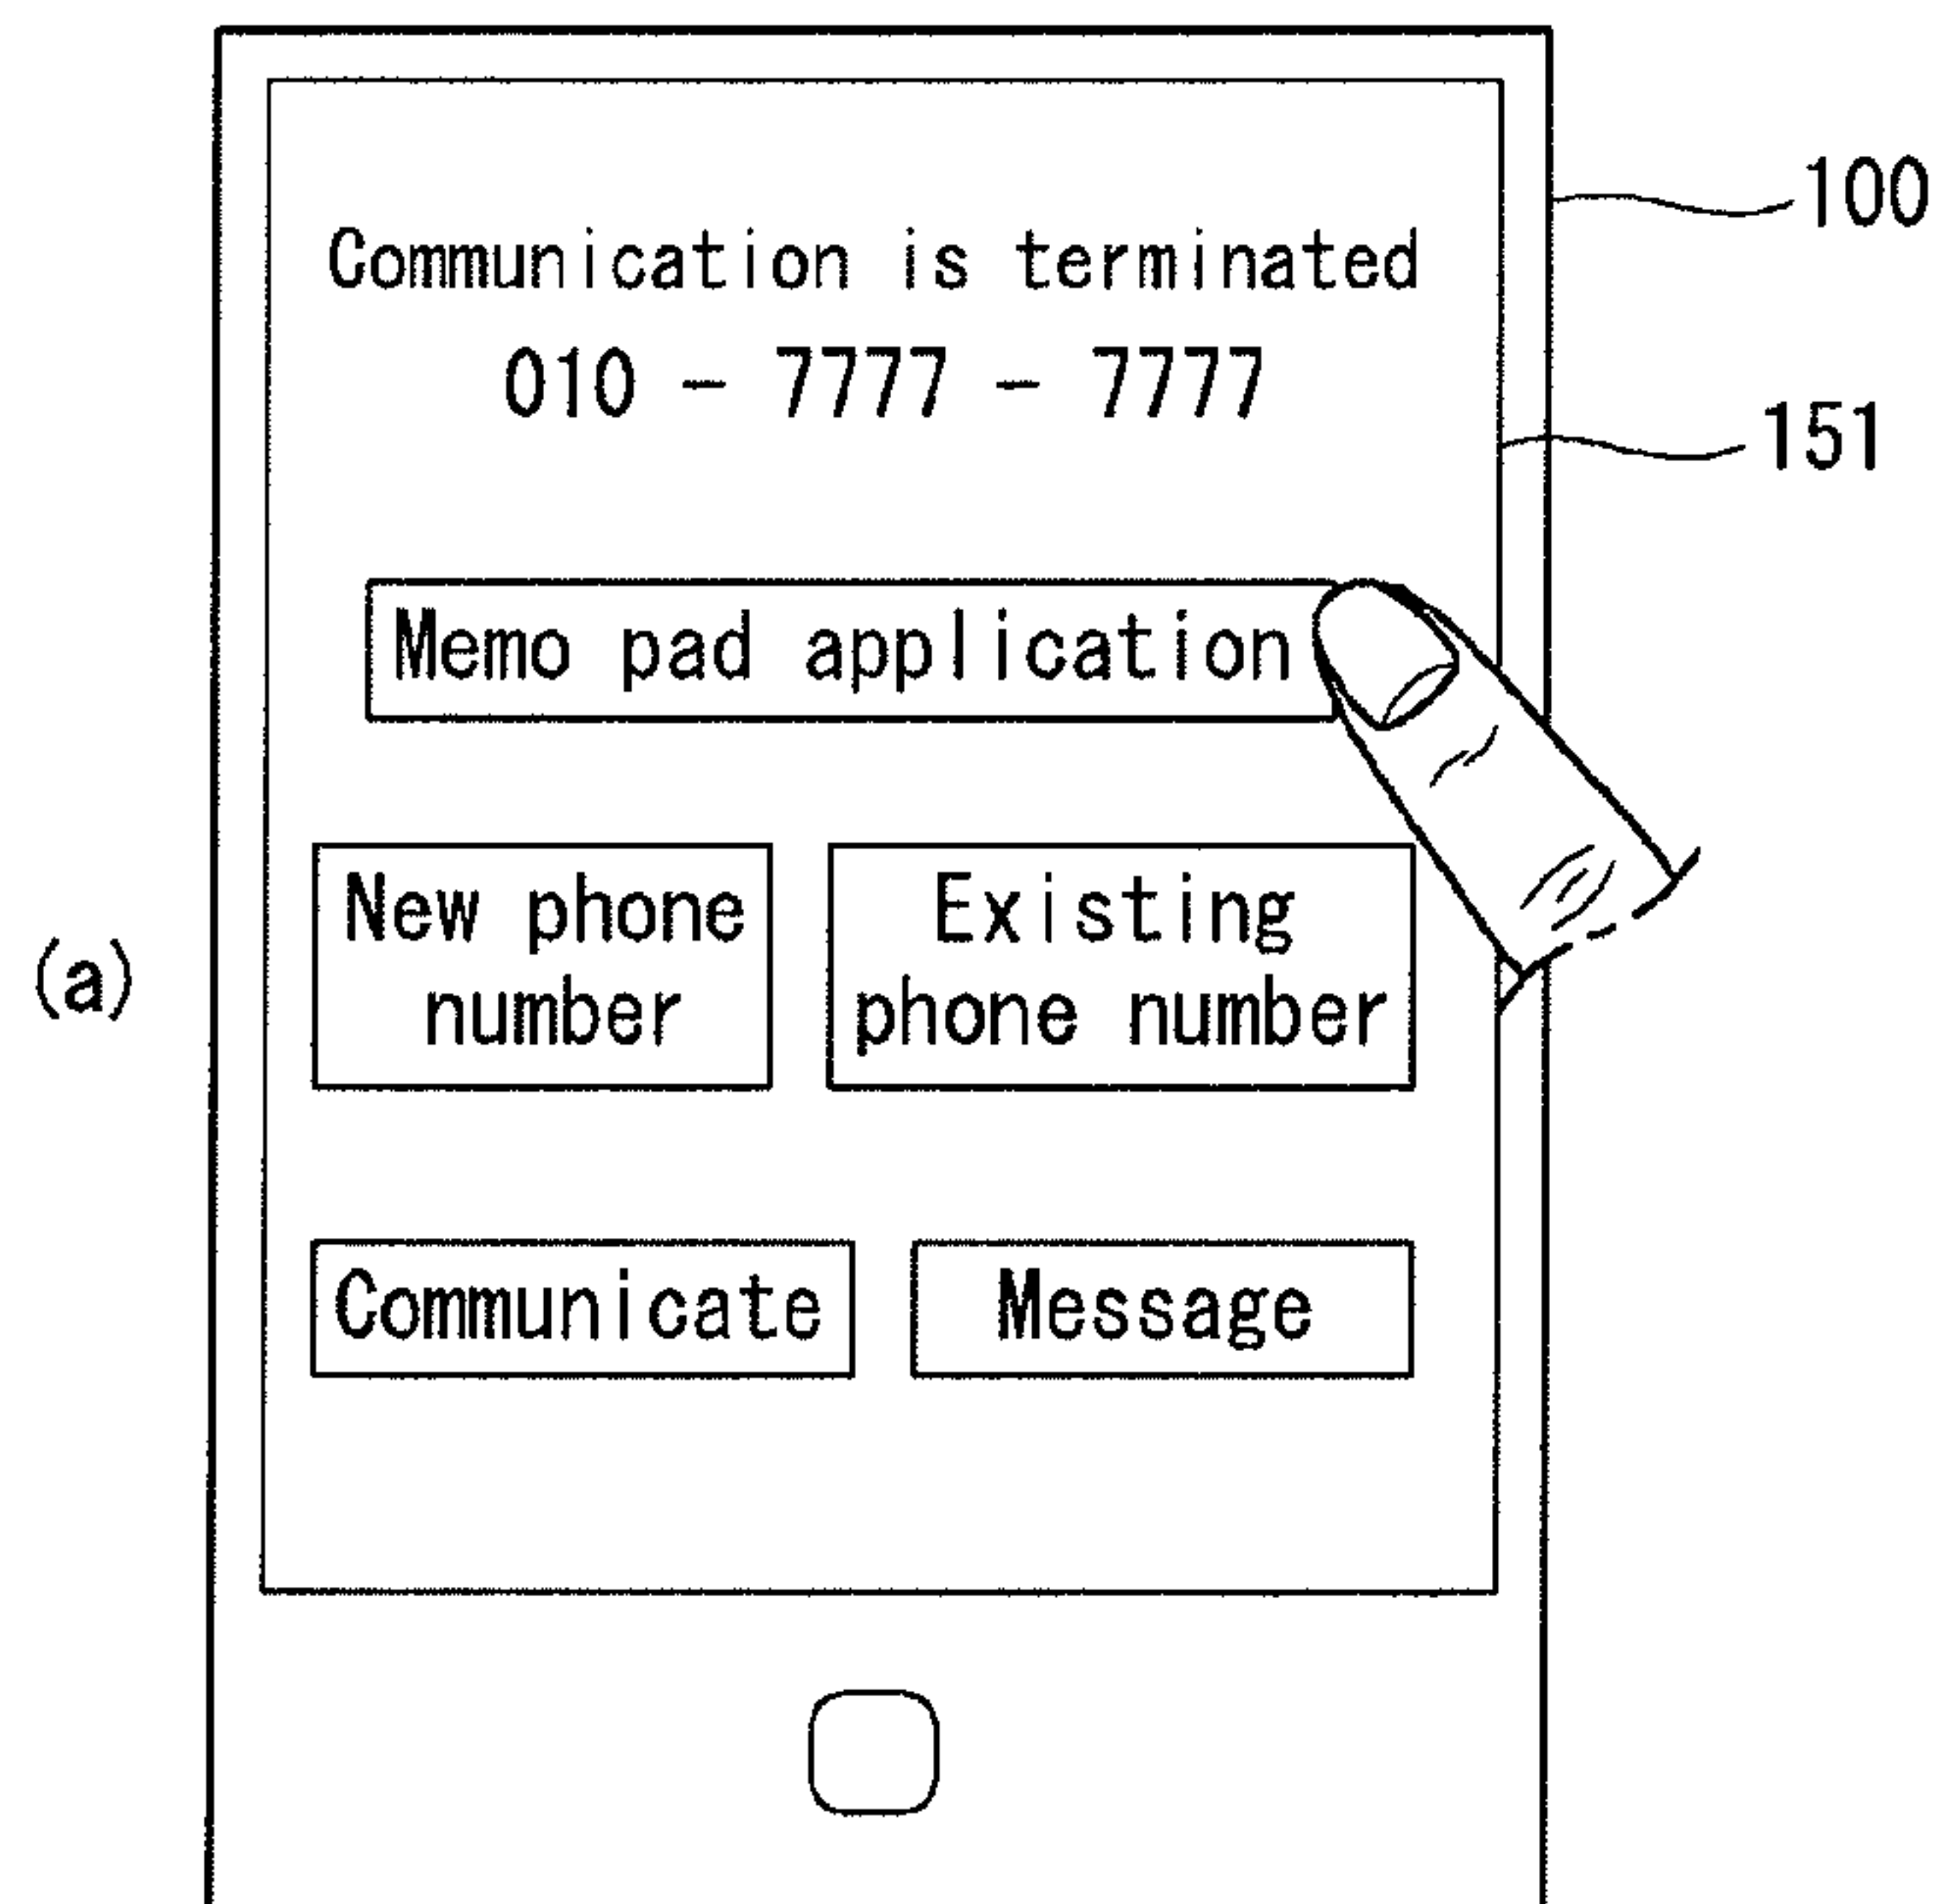 100
Communication is terminated
010 - 7777 - 7777
151
Memo pad application
New phone
number
Existing
phone number
(a)
Communicate
Message